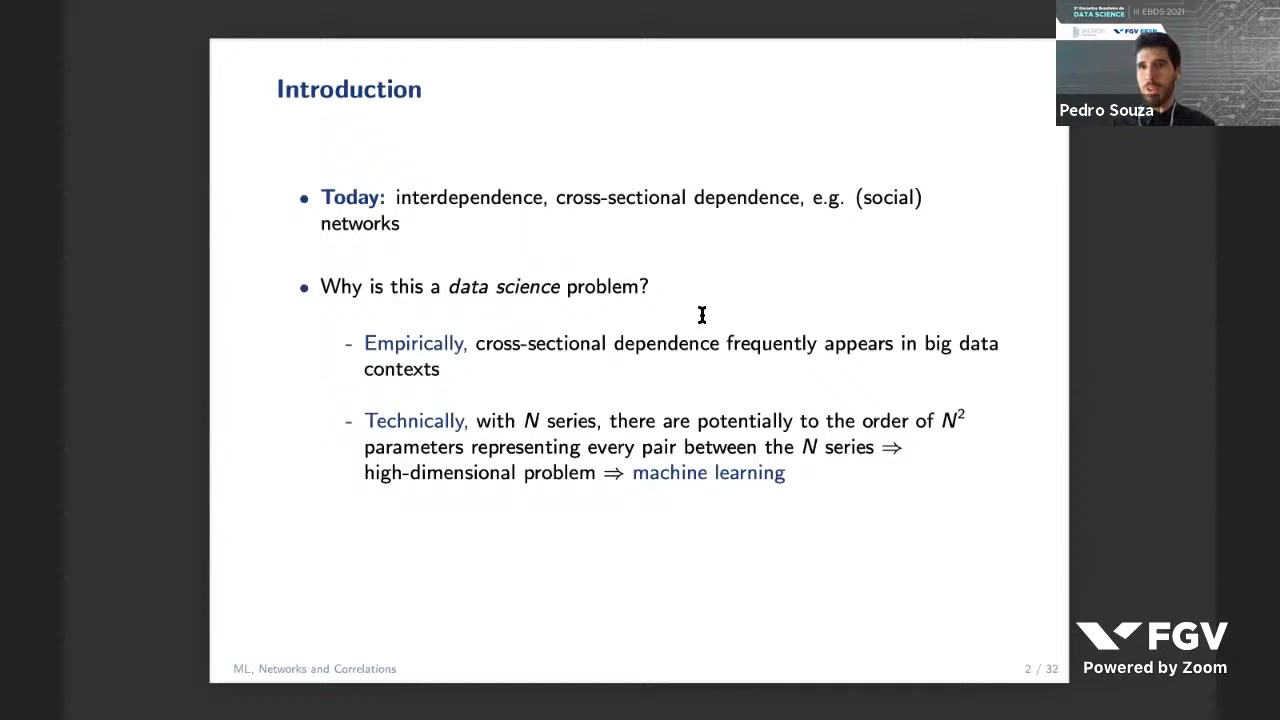 Introduction
• Today: interdependence, cross-sectional dependence, e.g. (social)
networks
• Why is this a data science problem?
- Empirically, cross-sectional dependence frequently appears in big data
contexts
- Technically, with N series, there are potentially to the order of N²
parameters representing every pair between the N series ⇒
high-dimensional problem ⇒ machine learning
ML, Networks and Correlations
2 / 32
DATA SCIENCE | III EBDS 2021
Pedro Souza
FGV
Powered by Zoom